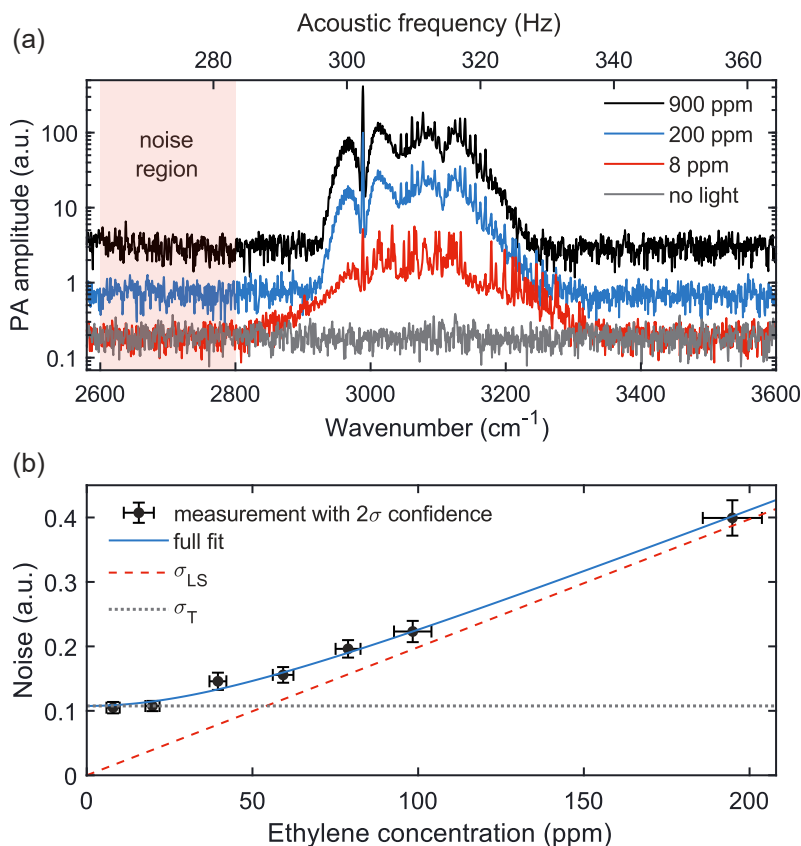 (a)
Acoustic frequency (Hz)
280 300 320 340 360
PA amplitude (a.u.)
100
10
1
0.1
noise
region
900 ppm
200 ppm
8 ppm
no light
2600 2800 3000 3200 3400 3600
Wavenumber (cm⁻¹)
(b)
Noise (a.u.)
0.4
0.3
0.2
0.1
0
measurement with 2σ confidence
full fit
σ_LS
σ_T
0 50 100 150 200
Ethylene concentration (ppm)